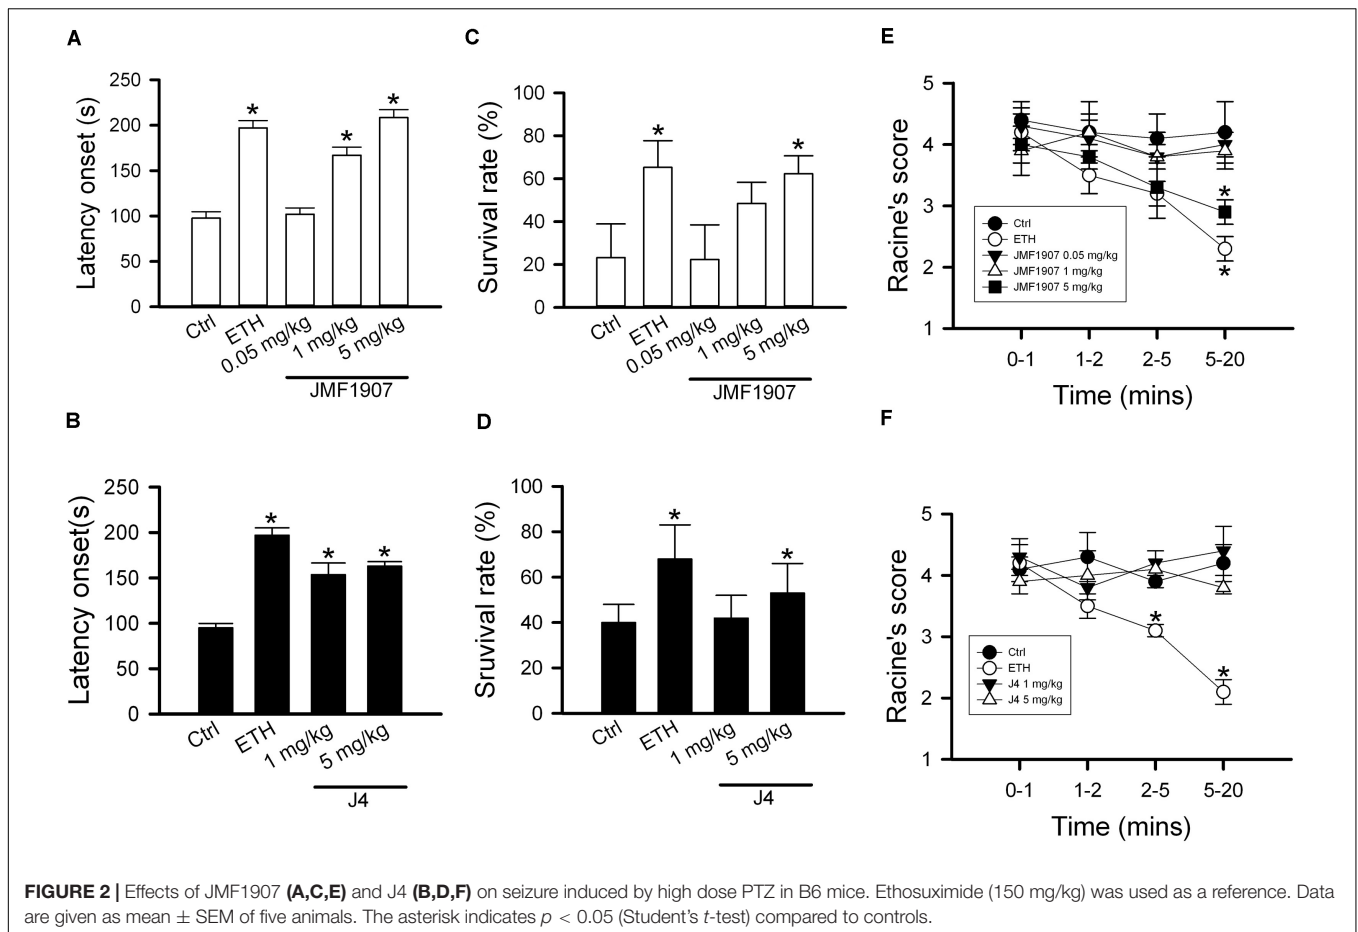 A
Latency onset (s)
250
200
150
100
50
0
*
*
*
Ctrl
ETH
0.05 mg/kg
1 mg/kg
5 mg/kg
JMF1907
C
Survival rate (%)
100
80
60
40
20
0
*
*
Ctrl
ETH
0.05 mg/kg
1 mg/kg
5 mg/kg
JMF1907
E
Racine's score
5
4
3
2
1
*
*
Ctrl
ETH
JMF1907 0.05 mg/kg
JMF1907 1 mg/kg
JMF1907 5 mg/kg
0-1
1-2
2-5
5-20
Time (mins)
B
Latency onset(s)
250
200
150
100
50
0
*
*
*
Ctrl
ETH
1 mg/kg
5 mg/kg
J4
D
Sruvival rate (%)
100
80
60
40
20
0
*
*
Ctrl
ETH
1 mg/kg
5 mg/kg
J4
F
Racine's score
5
4
3
2
1
*
*
Ctrl
ETH
J4 1 mg/kg
J4 5 mg/kg
0-1
1-2
2-5
5-20
Time (mins)
FIGURE 2 | Effects of JMF1907 (A,C,E) and J4 (B,D,F) on seizure induced by high dose PTZ in B6 mice. Ethosuximide (150 mg/kg) was used as a reference. Data
are given as mean ± SEM of five animals. The asterisk indicates p < 0.05 (Student's t-test) compared to controls.